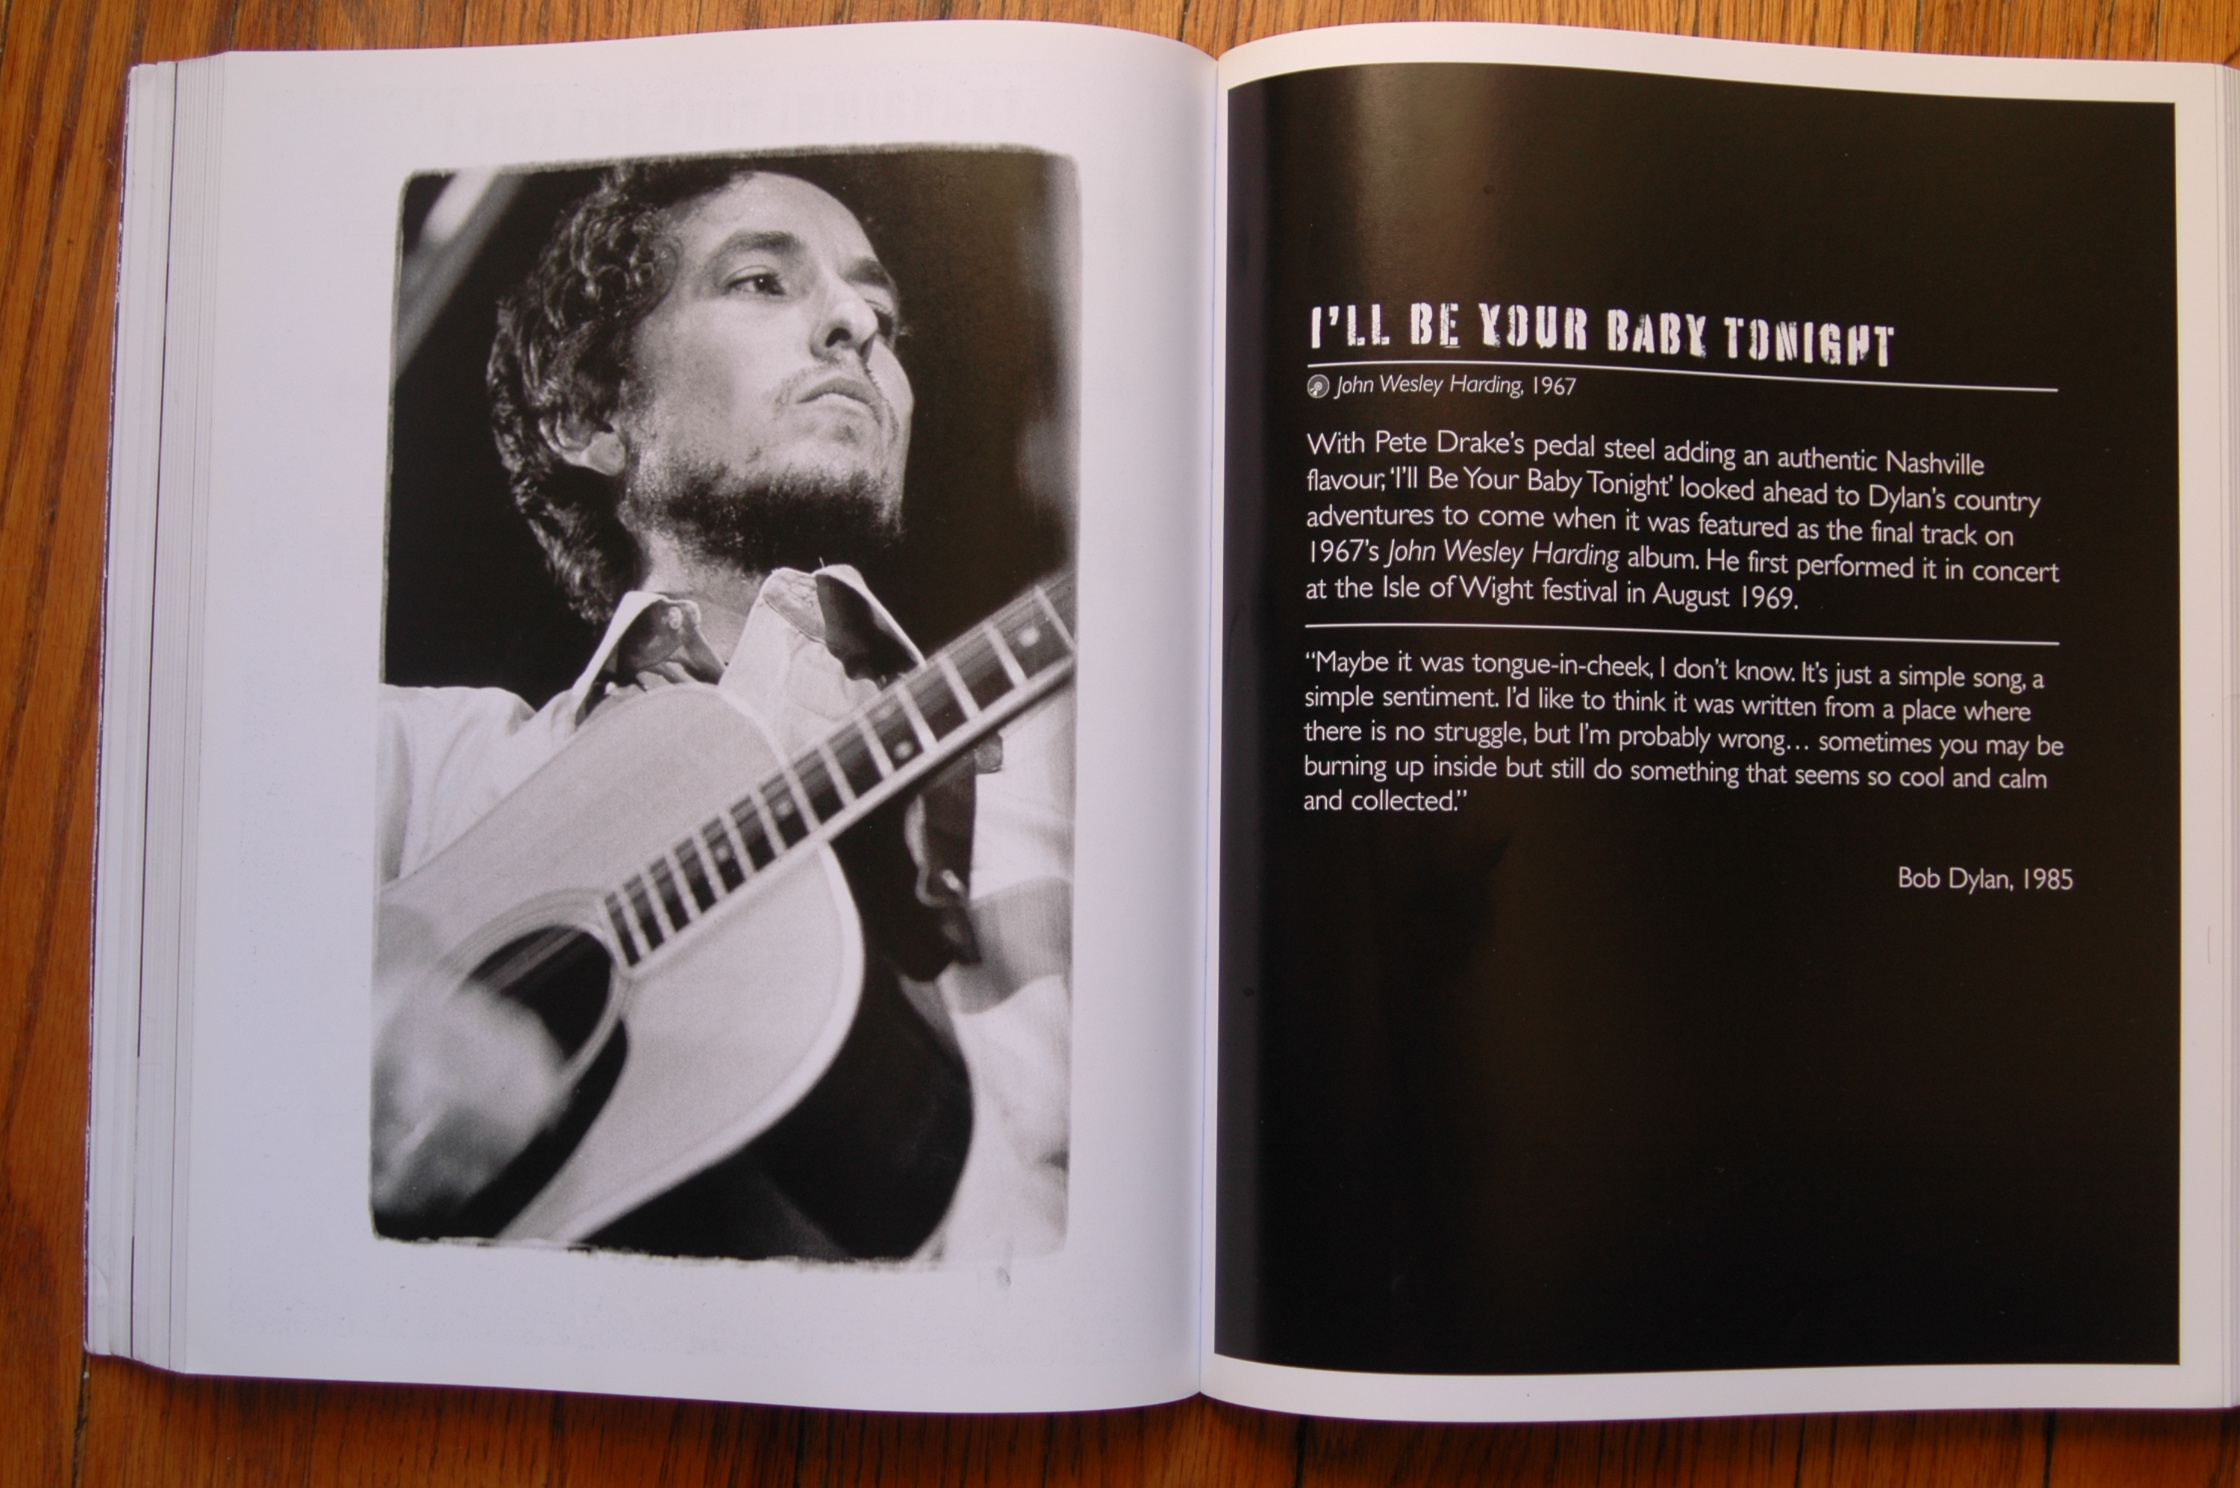 I'LL BE YOUR BABY TONIGHT
John Wesley Harding, 1967
With Pete Drake's pedal steel adding an authentic Nashville
flavour, 'I'll Be Your Baby Tonight' looked ahead to Dylan's country
adventures to come when it was featured as the final track on
1967's John Wesley Harding album. He first performed it in concert
at the Isle of Wight festival in August 1969.
“Maybe it was tongue-in-cheek, I don't know. It's just a simple song, a
simple sentiment. I'd like to think it was written from a place where
there is no struggle, but I'm probably wrong… sometimes you may be
burning up inside but still do something that seems so cool and calm
and collected.”
Bob Dylan, 1985